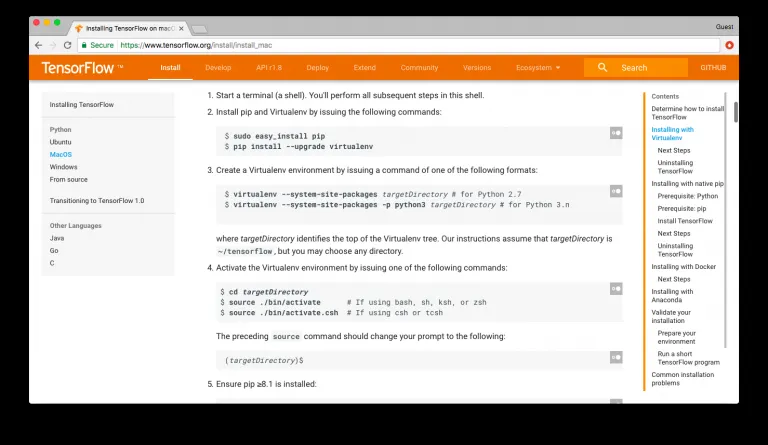 Installing TensorFlow on mac
Guest
Secure
https://www.tensorflow.org/install/install_mac
TensorFlow ™
Install
Develop
API r1.8
Deploy
Extend
Community
Versions
Ecosystem
Search
GITHUB
Installing TensorFlow
Python
Ubuntu
MacOS
Windows
From source
Transitioning to TensorFlow 1.0
Other Languages
Java
Go
C
1. Start a terminal (a shell). You'll perform all subsequent steps in this shell.
2. Install pip and Virtualenv by issuing the following commands:
$ sudo easy_install pip
$ pip install --upgrade virtualenv
3. Create a Virtualenv environment by issuing a command of one of the following formats:
$ virtualenv --system-site-packages targetDirectory # for Python 2.7
$ virtualenv --system-site-packages -p python3 targetDirectory # for Python 3.n
where targetDirectory identifies the top of the Virtualenv tree. Our instructions assume that targetDirectory is
~/tensorflow, but you may choose any directory.
4. Activate the Virtualenv environment by issuing one of the following commands:
$ cd targetDirectory
$ source ./bin/activate # If using bash, sh, ksh, or zsh
$ source ./bin/activate.csh # If using csh or tcsh
The preceding source command should change your prompt to the following:
(targetDirectory)$
5. Ensure pip ≥8.1 is installed:
Contents
Determine how to install
TensorFlow
Installing with
Virtualenv
Next Steps
Uninstalling
TensorFlow
Installing with native pip
Prerequisite: Python
Prerequisite: pip
Install TensorFlow
Next Steps
Uninstalling
TensorFlow
Installing with Docker
Next Steps
Installing with
Anaconda
Validate your
installation
Prepare your
environment
Run a short
TensorFlow program
Common installation
problems